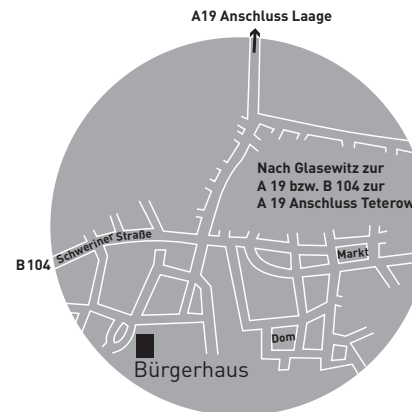 A19 Anschluss Laage
Nach Glasewitz zur
A 19 bzw. B 104 zur
A 19 Anschluss Teterow
Schweriner Straße
B 104
Markt
Dom
Bürgerhaus